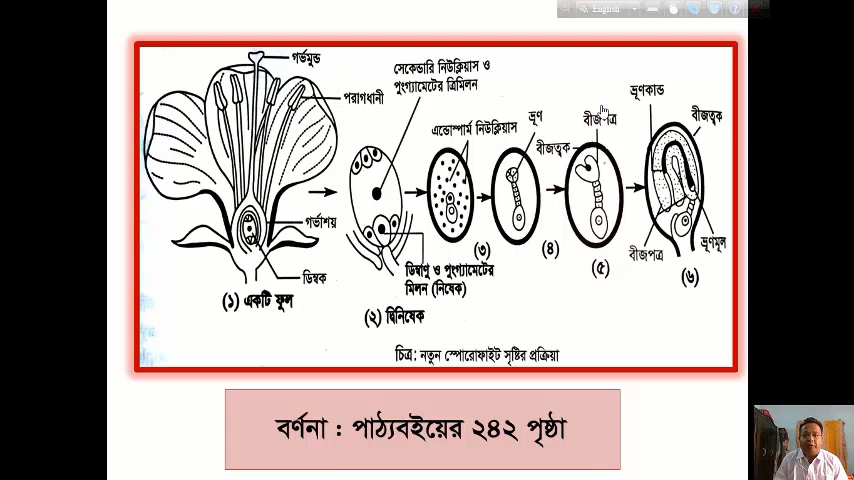 English
গর্ভমুন্ড
পরাগধানী
গর্ভাশয়
ডিম্বক
(১) একটি ফুল
সেকেন্ডারি নিউক্লিয়াস ও
পুংগ্যামেটের ত্রিমিলন
ডিম্বাণু ও পুংগ্যামেটের
মিলন (নিষেক)
(২) দ্বিনিষেক
এন্ডোস্পার্ম নিউক্লিয়াস
(৩)
ভ্রূণ
(৪)
বীজত্বক
বীজপত্র
(৫)
ভ্রূণকান্ড
বীজত্বক
বীজপত্র
ভ্রূণমূল
(৬)
চিত্র: নতুন স্পোরোফাইট সৃষ্টির প্রক্রিয়া
বর্ণনা : পাঠ্যবইয়ের ২৪২ পৃষ্ঠা